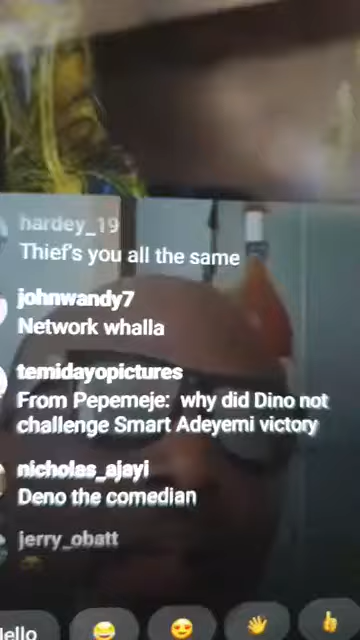 hardey_19
Thief's you all the same
johnwandy7
Network whalla
temidayopictures
From Pepemeje: why did Dino not
challenge Smart Adeyemi victory
nicholas_ajayi
Deno the comedian
jerry_obatt
Hello